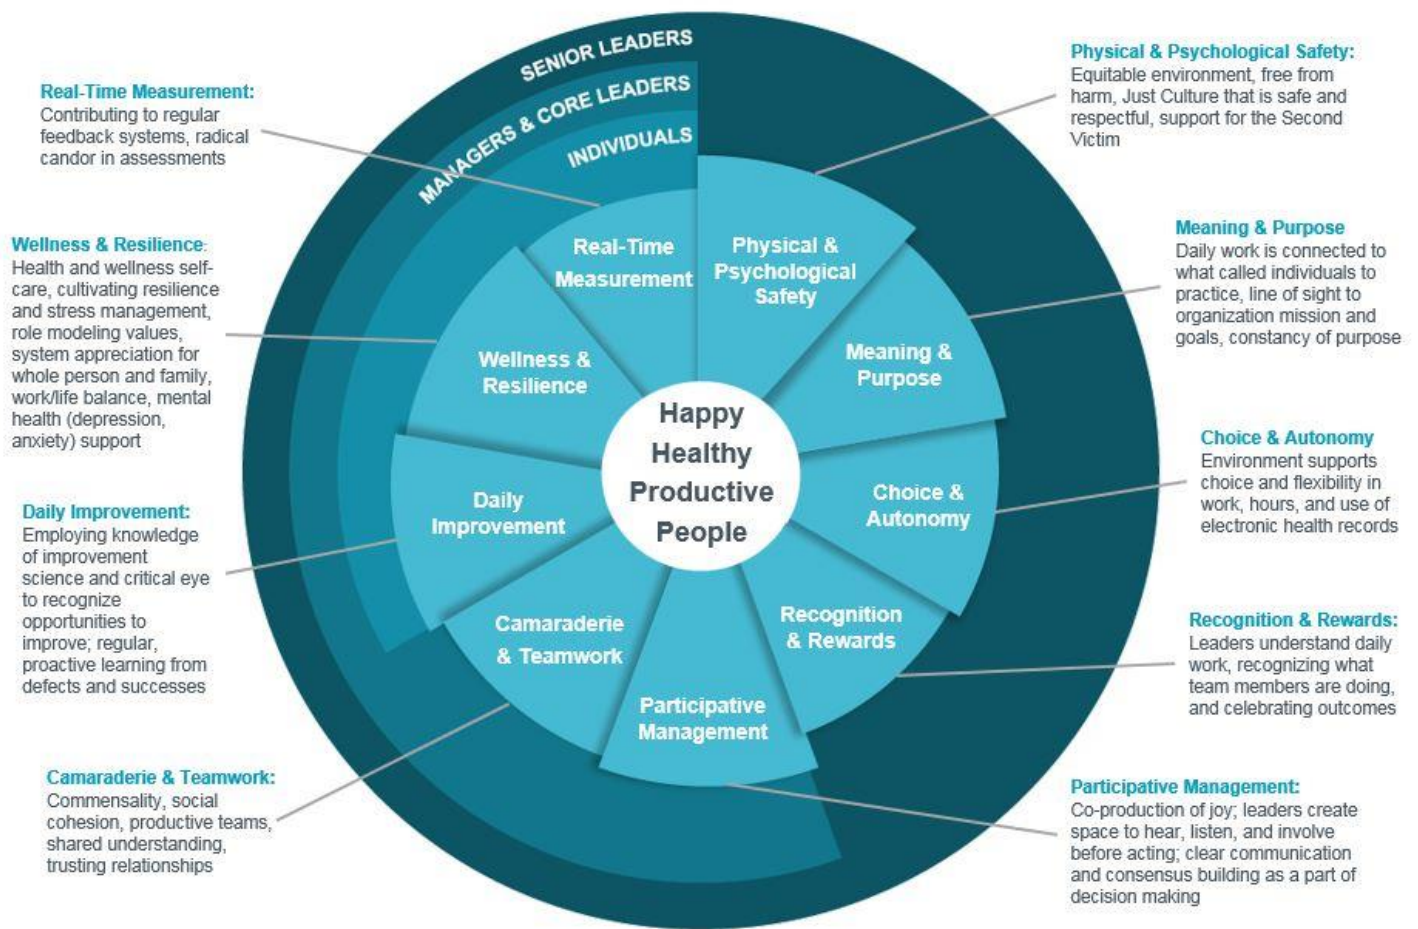 SENIOR LEADERS
MANAGERS & CORE LEADERS
INDIVIDUALS
Real-Time Measurement:
Contributing to regular
feedback systems, radical
candor in assessments
Wellness & Resilience:
Health and wellness self-
care, cultivating resilience
and stress management,
role modeling values,
system appreciation for
whole person and family,
work/life balance, mental
health (depression,
anxiety) support
Daily Improvement:
Employing knowledge
of improvement
science and critical eye
to recognize
opportunities to
improve; regular,
proactive learning from
defects and successes
Camaraderie & Teamwork:
Commensality, social
cohesion, productive teams,
shared understanding,
trusting relationships
Real-Time
Measurement
Physical &
Psychological
Safety
Wellness &
Resilience
Meaning &
Purpose
Happy
Healthy
Productive
People
Daily
Improvement
Choice &
Autonomy
Camaraderie
& Teamwork
Recognition
& Rewards
Participative
Management
Physical & Psychological Safety:
Equitable environment, free from
harm, Just Culture that is safe and
respectful, support for the Second
Victim
Meaning & Purpose
Daily work is connected to
what called individuals to
practice, line of sight to
organization mission and
goals, constancy of purpose
Choice & Autonomy
Environment supports
choice and flexibility in
work, hours, and use of
electronic health records
Recognition & Rewards:
Leaders understand daily
work, recognizing what
team members are doing,
and celebrating outcomes
Participative Management:
Co-production of joy; leaders create
space to hear, listen, and involve
before acting; clear communication
and consensus building as a part of
decision making